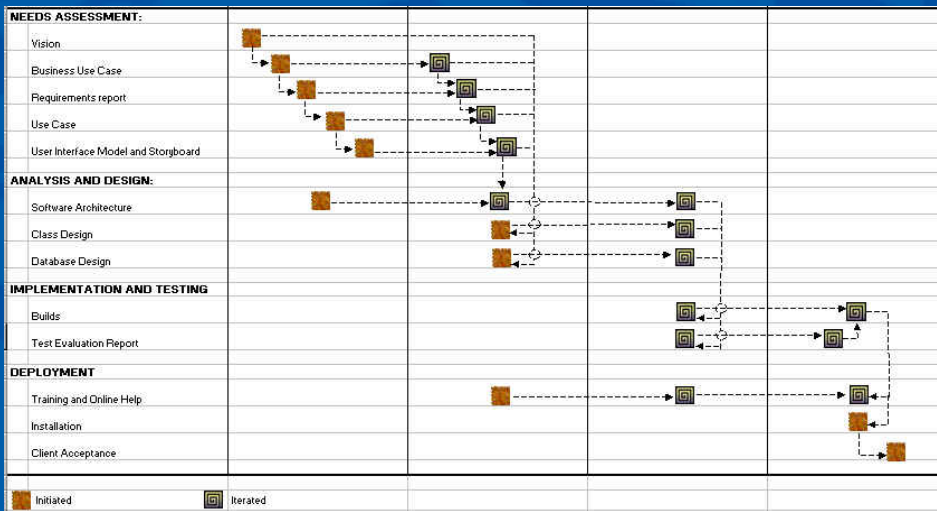 NEEDS ASSESSMENT:
Vision
Business Use Case
Requirements report
Use Case
User Interface Model and Storyboard
ANALYSIS AND DESIGN:
Software Architecture
Class Design
Database Design
IMPLEMENTATION AND TESTING
Builds
Test Evaluation Report
DEPLOYMENT
Training and Online Help
Installation
Client Acceptance
Initiated Iterated